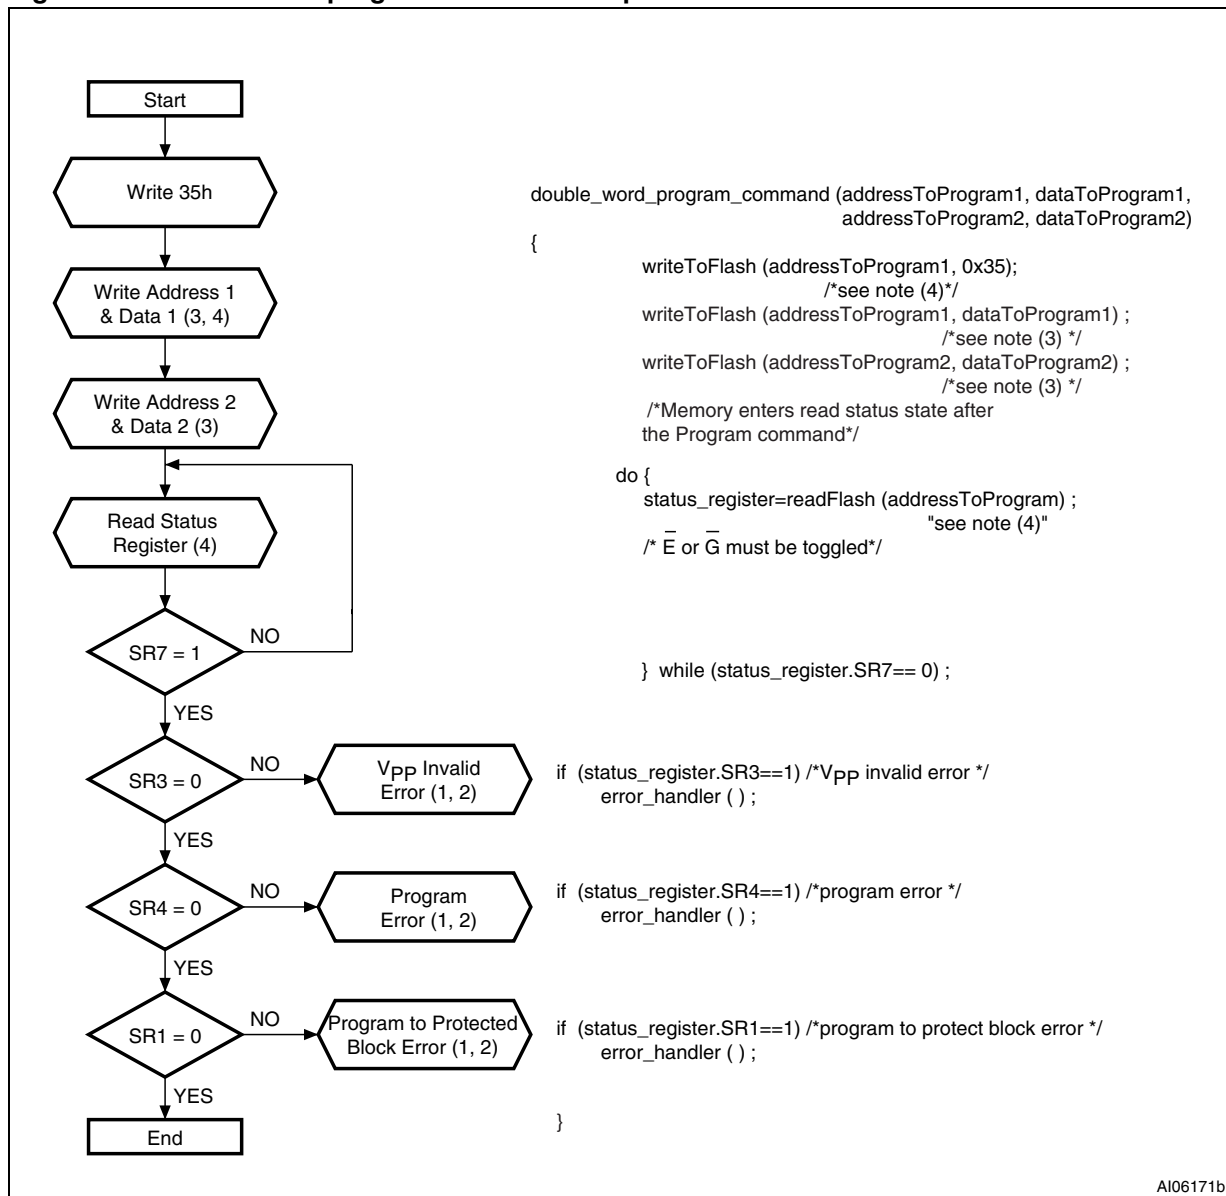 Start
Write 35h
Write Address 1
& Data 1 (3, 4)
Write Address 2
& Data 2 (3)
Read Status
Register (4)
SR7 = 1
NO
YES
SR3 = 0
NO
VPP Invalid
Error (1, 2)
YES
SR4 = 0
NO
Program
Error (1, 2)
YES
SR1 = 0
NO
Program to Protected
Block Error (1, 2)
YES
End
double_word_program_command (addressToProgram1, dataToProgram1,
addressToProgram2, dataToProgram2)
{
writeToFlash (addressToProgram1, 0x35);
/*see note (4)*/
writeToFlash (addressToProgram1, dataToProgram1) ;
/*see note (3) */
writeToFlash (addressToProgram2, dataToProgram2) ;
/*see note (3) */
/*Memory enters read status state after
the Program command*/
do {
status_register=readFlash (addressToProgram) ;
"see note (4)"
/* E̅ or G̅ must be toggled*/
} while (status_register.SR7== 0) ;
if (status_register.SR3==1) /*VPP invalid error */
error_handler ( ) ;
if (status_register.SR4==1) /*program error */
error_handler ( ) ;
if (status_register.SR1==1) /*program to protect block error */
error_handler ( ) ;
}
AI06171b